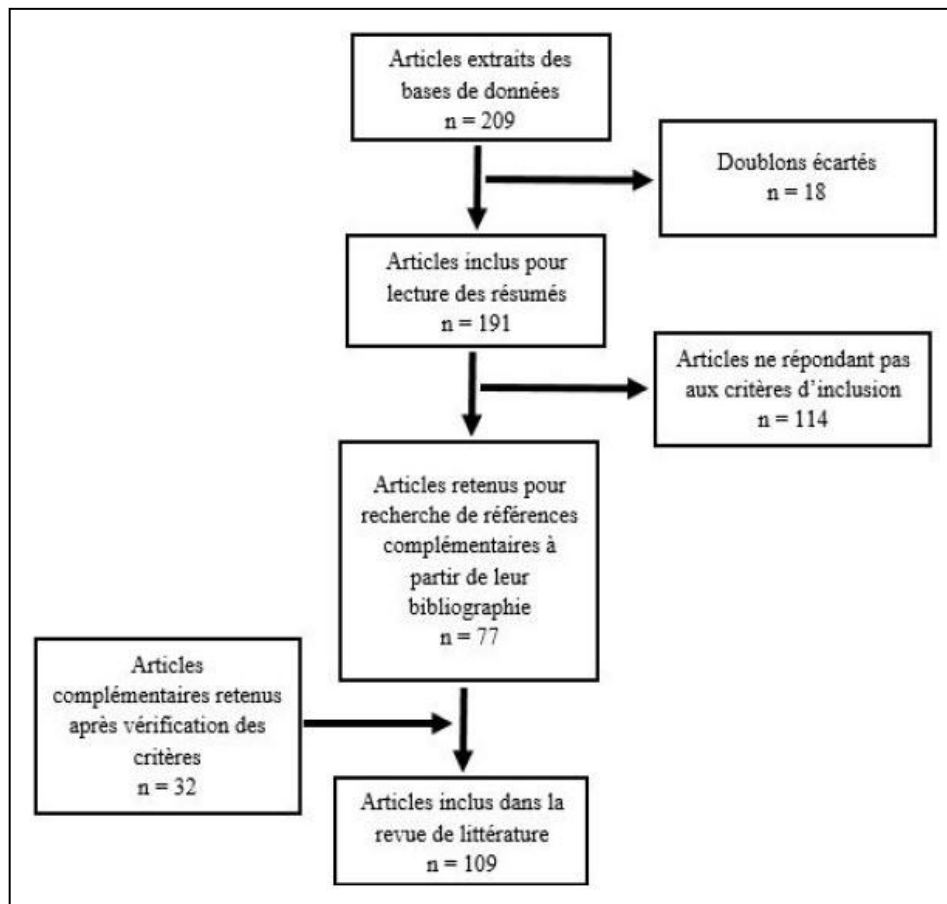 Articles extraits des
bases de données
n = 209
Doublons écartés
n = 18
Articles inclus pour
lecture des résumés
n = 191
Articles ne répondant pas
aux critères d’inclusion
n = 114
Articles retenus pour
recherche de références
complémentaires à
partir de leur
bibliographie
n = 77
Articles
complémentaires retenus
après vérification des
critères
n = 32
Articles inclus dans la
revue de littérature
n = 109